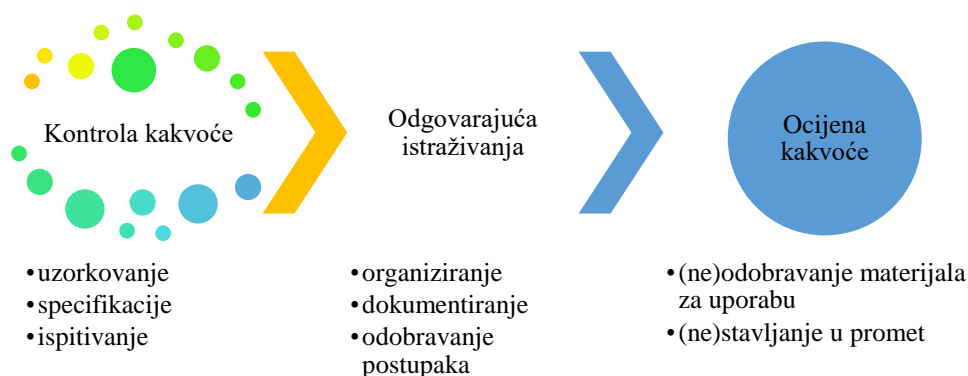 Kontrola kakvoće
Odgovarajuća
istraživanja
Ocijena
kakvoće
•uzorkovanje
•specifikacije
•ispitivanje
•organiziranje
•dokumentiranje
•odobravanje
postupaka
•(ne)odobravanje materijala
za uporabu
•(ne)stavljanje u promet